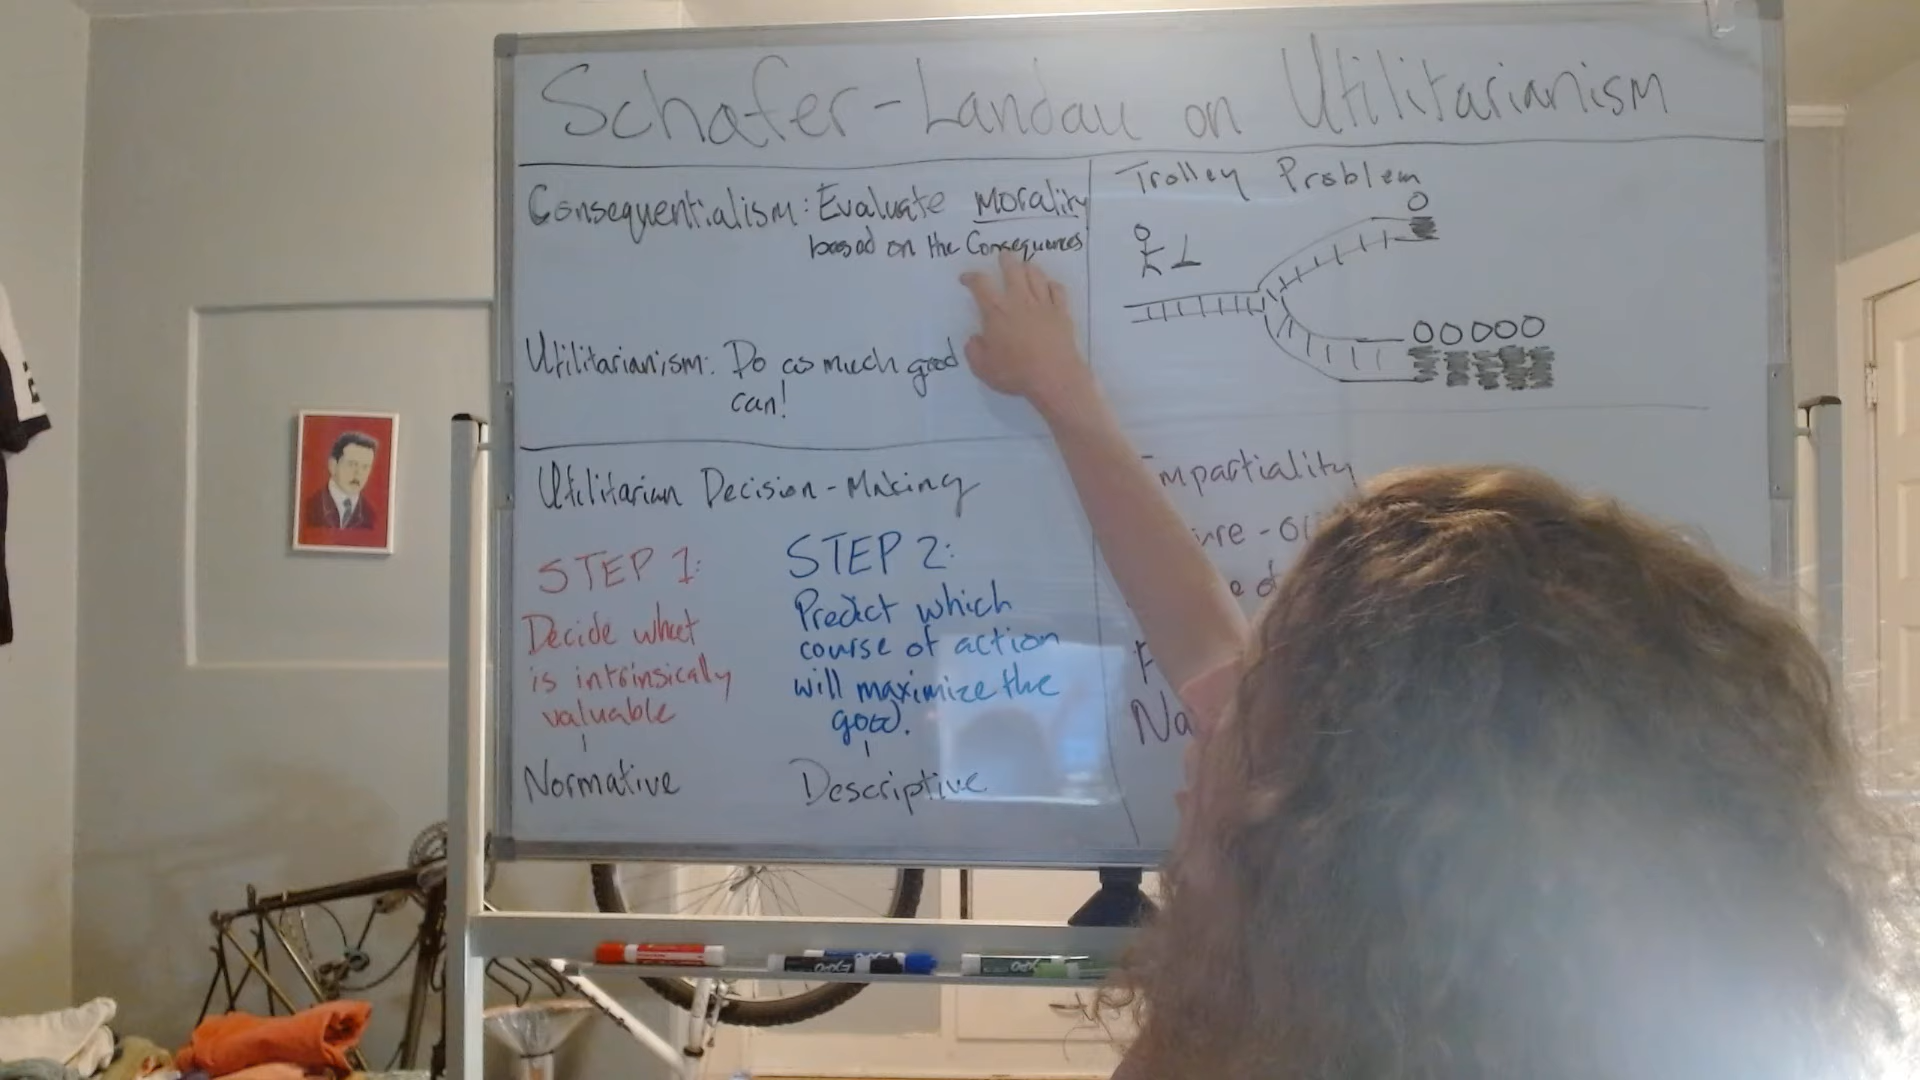 Schafer-Landau on Utilitarianism
Consequentialism: Evaluate morality
based on the Consequences
Utilitarianism: Do as much good
can!
Trolley Problem
Utilitarian Decision-Making
STEP 1:
Decide what
is intrinsically
valuable
Normative
STEP 2:
Predict which
course of action
will maximize the
good.
Descriptive
Impartiality